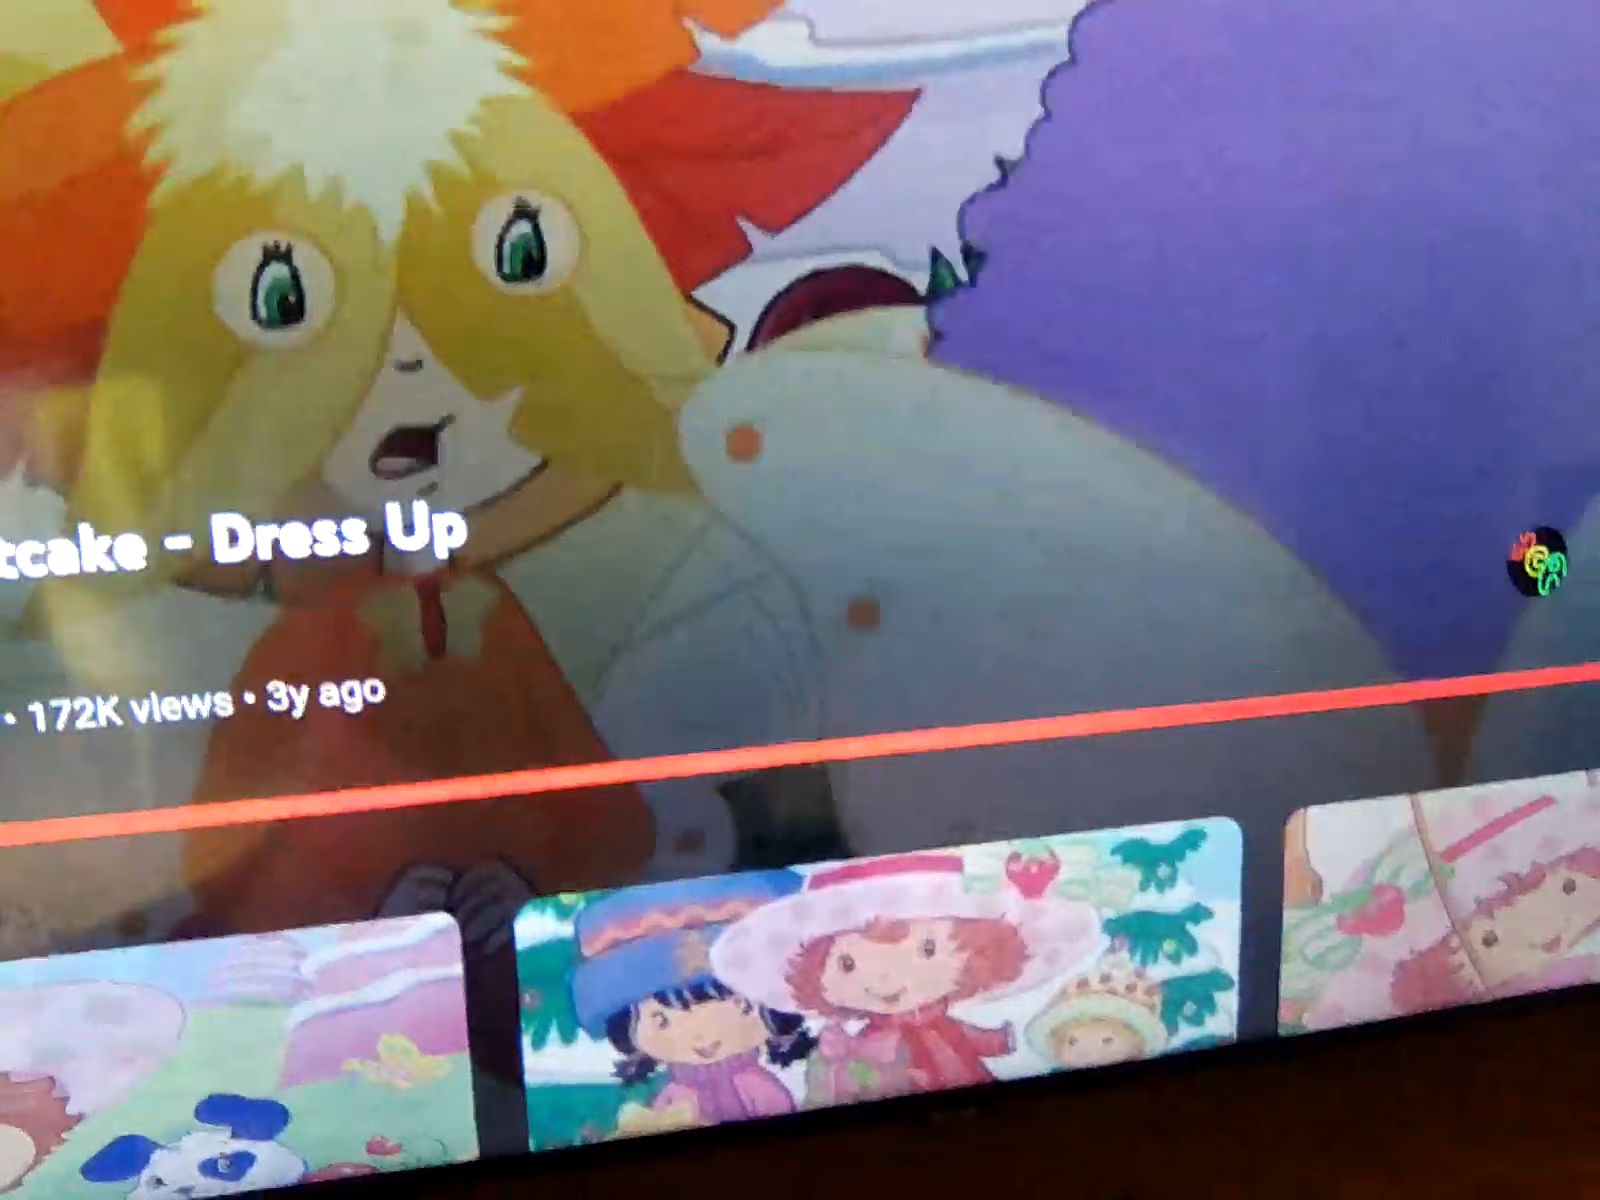 tcake - Dress Up
• 172K views • 3y ago